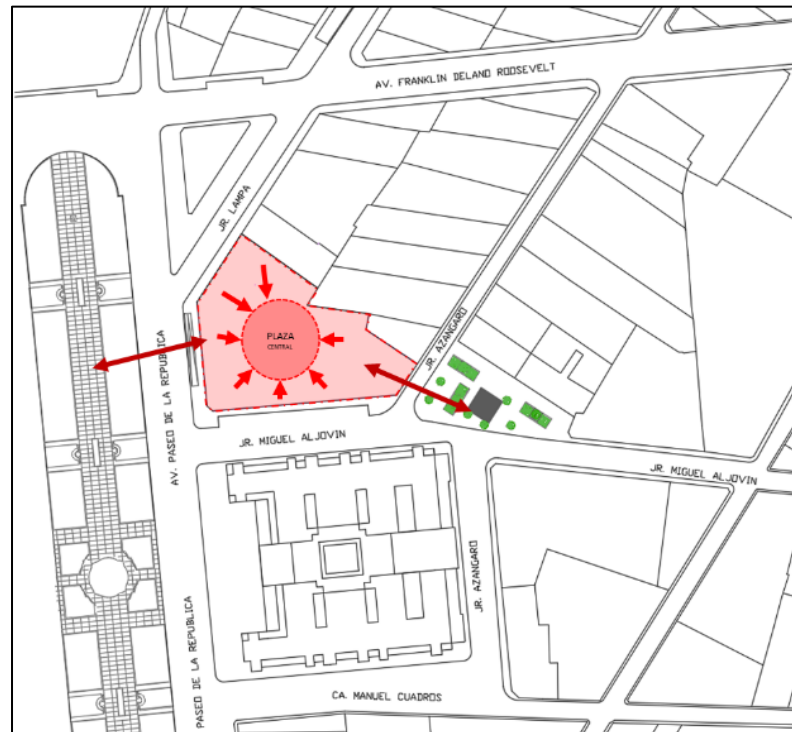 AV. FRANKLIN DELANO ROOSEVELT
JR. LAMPA
PLAZA
CENTRAL
JR. AZANGARO
AV. PASEO DE LA REPUBLICA
JR. MIGUEL ALJOVIN
JR. MIGUEL ALJOVIN
JR. AZANGARO
PASEO DE LA REPUBLICA
CA. MANUEL CUADROS